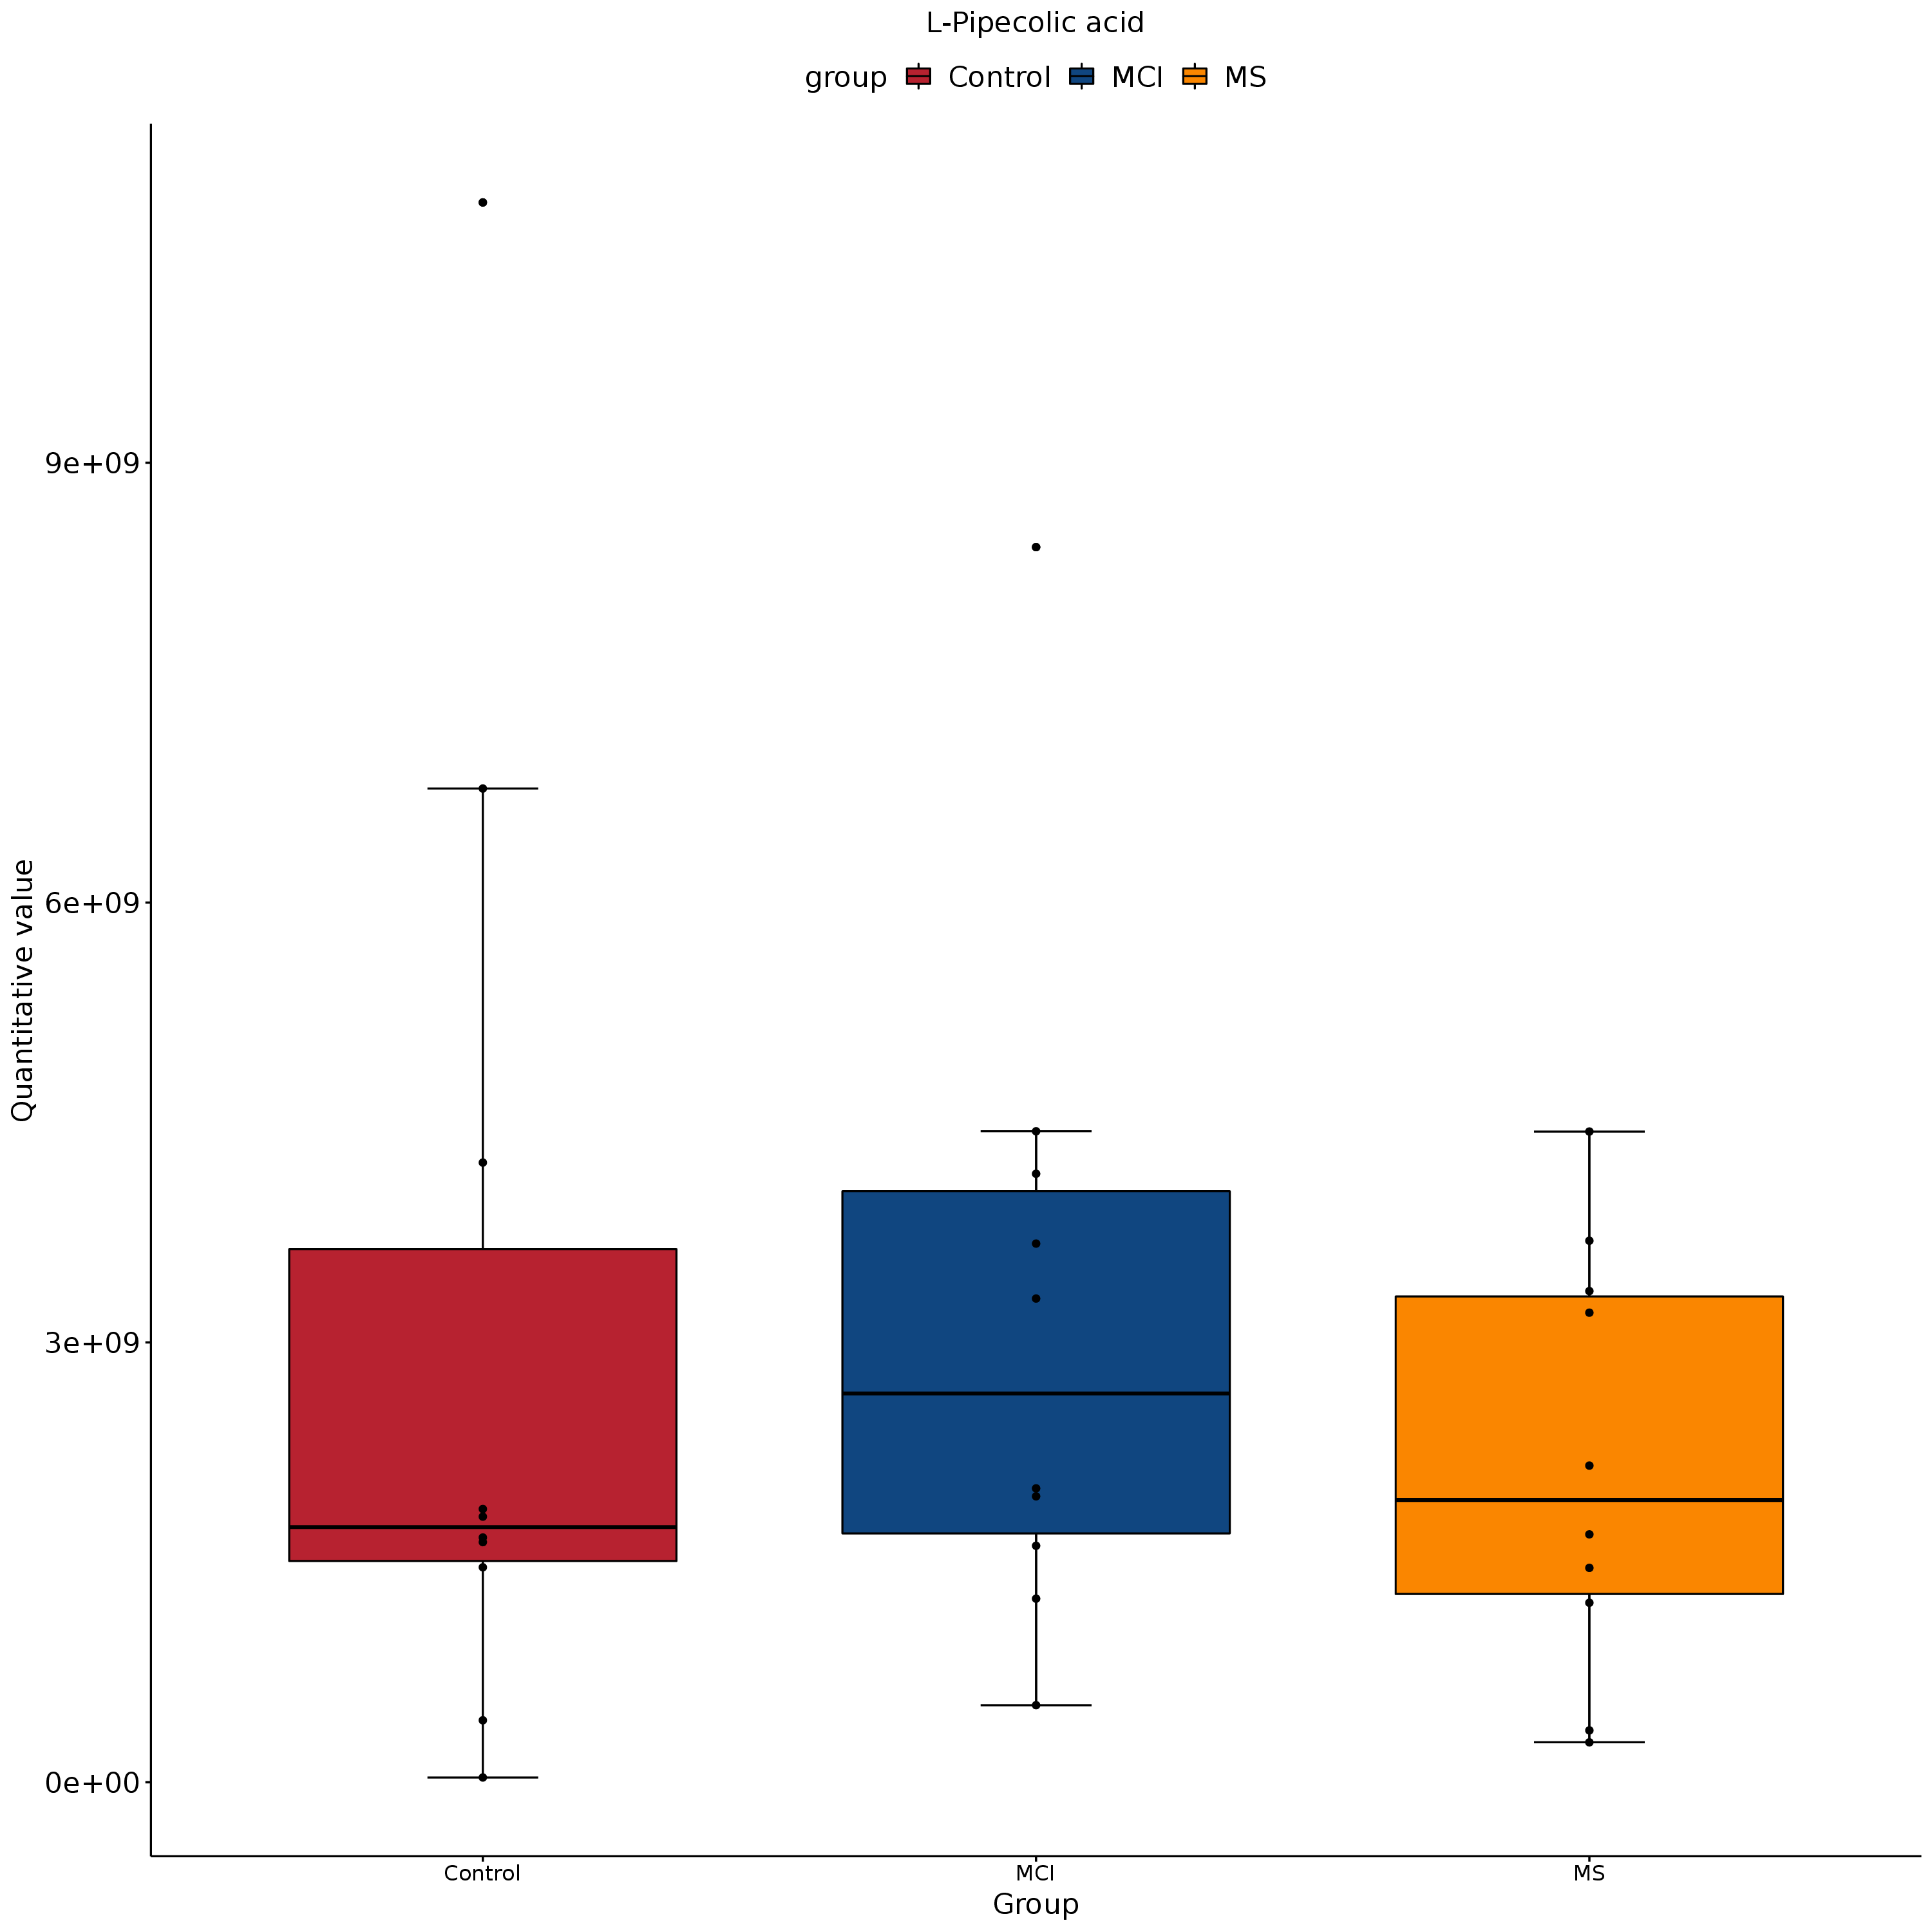 L-Pipecolic acid
group Control MCI MS
Quantitative value
9e+09
6e+09
3e+09
0e+00
Control MCI MS
Group